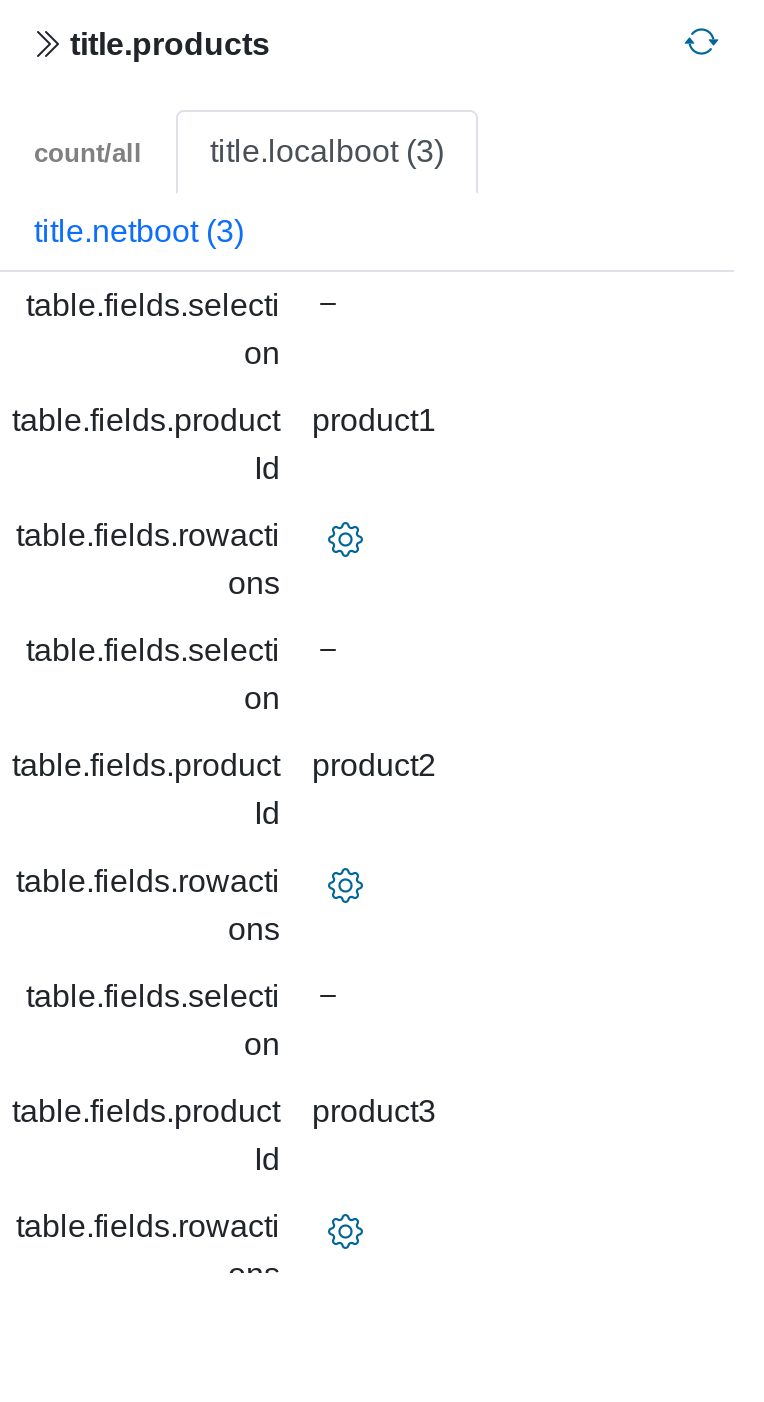 title.products
count/all
title.localboot (3)
title.netboot (3)
table.fields.selecti –
on
table.fields.product product1
Id
table.fields.rowacti
ons
table.fields.selecti –
on
table.fields.product product2
Id
table.fields.rowacti
ons
table.fields.selecti –
on
table.fields.product product3
Id
table.fields.rowacti
ons